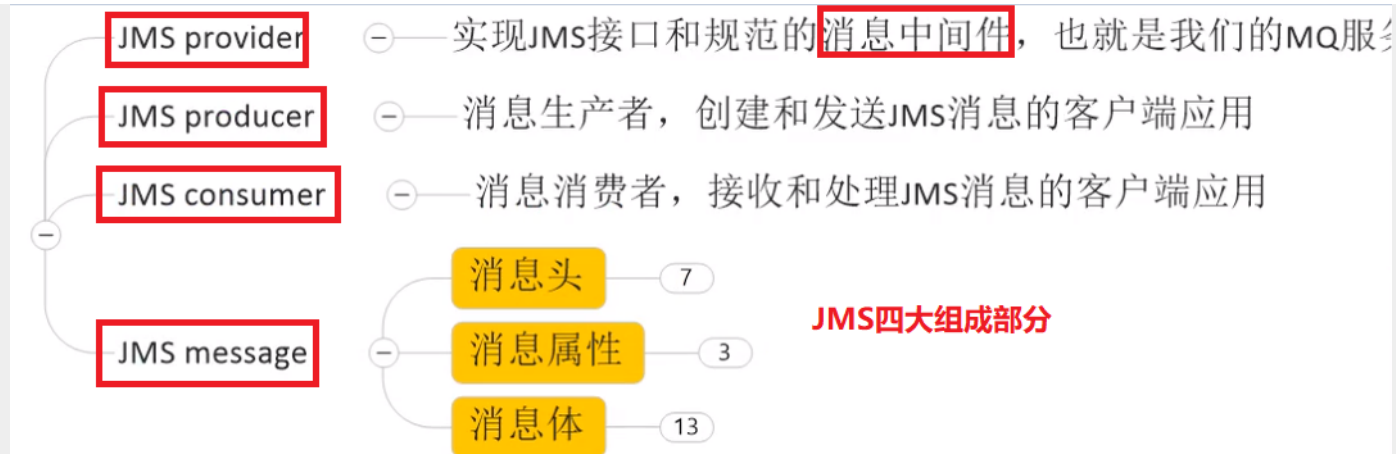 JMS provider 实现JMS接口和规范的消息中间件，也就是我们的MQ服
JMS producer 消息生产者，创建和发送JMS消息的客户端应用
JMS consumer 消息消费者，接收和处理JMS消息的客户端应用
消息头 7
JMS四大组成部分
JMS message 消息属性 3
消息体 13